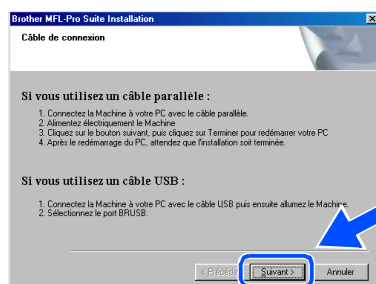 Brother MFL-Pro Suite Installation
Câble de connexion
Si vous utilisez un câble parallèle :
1. Connectez la Machine à votre PC avec le câble parallèle.
2. Alimentez électriquement le Machine
3. Cliquez sur le bouton suivant, puis cliquez sur Terminer pour redémarrer votre PC
4. Après le redémarrage du PC, attendez que l'installation soit terminée.
Si vous utilisez un câble USB :
1. Connectez la Machine à votre PC avec le câble USB puis ensuite allumez le Machine.
2. Sélectionnez le port BRUSB.
Suivant > Annuler